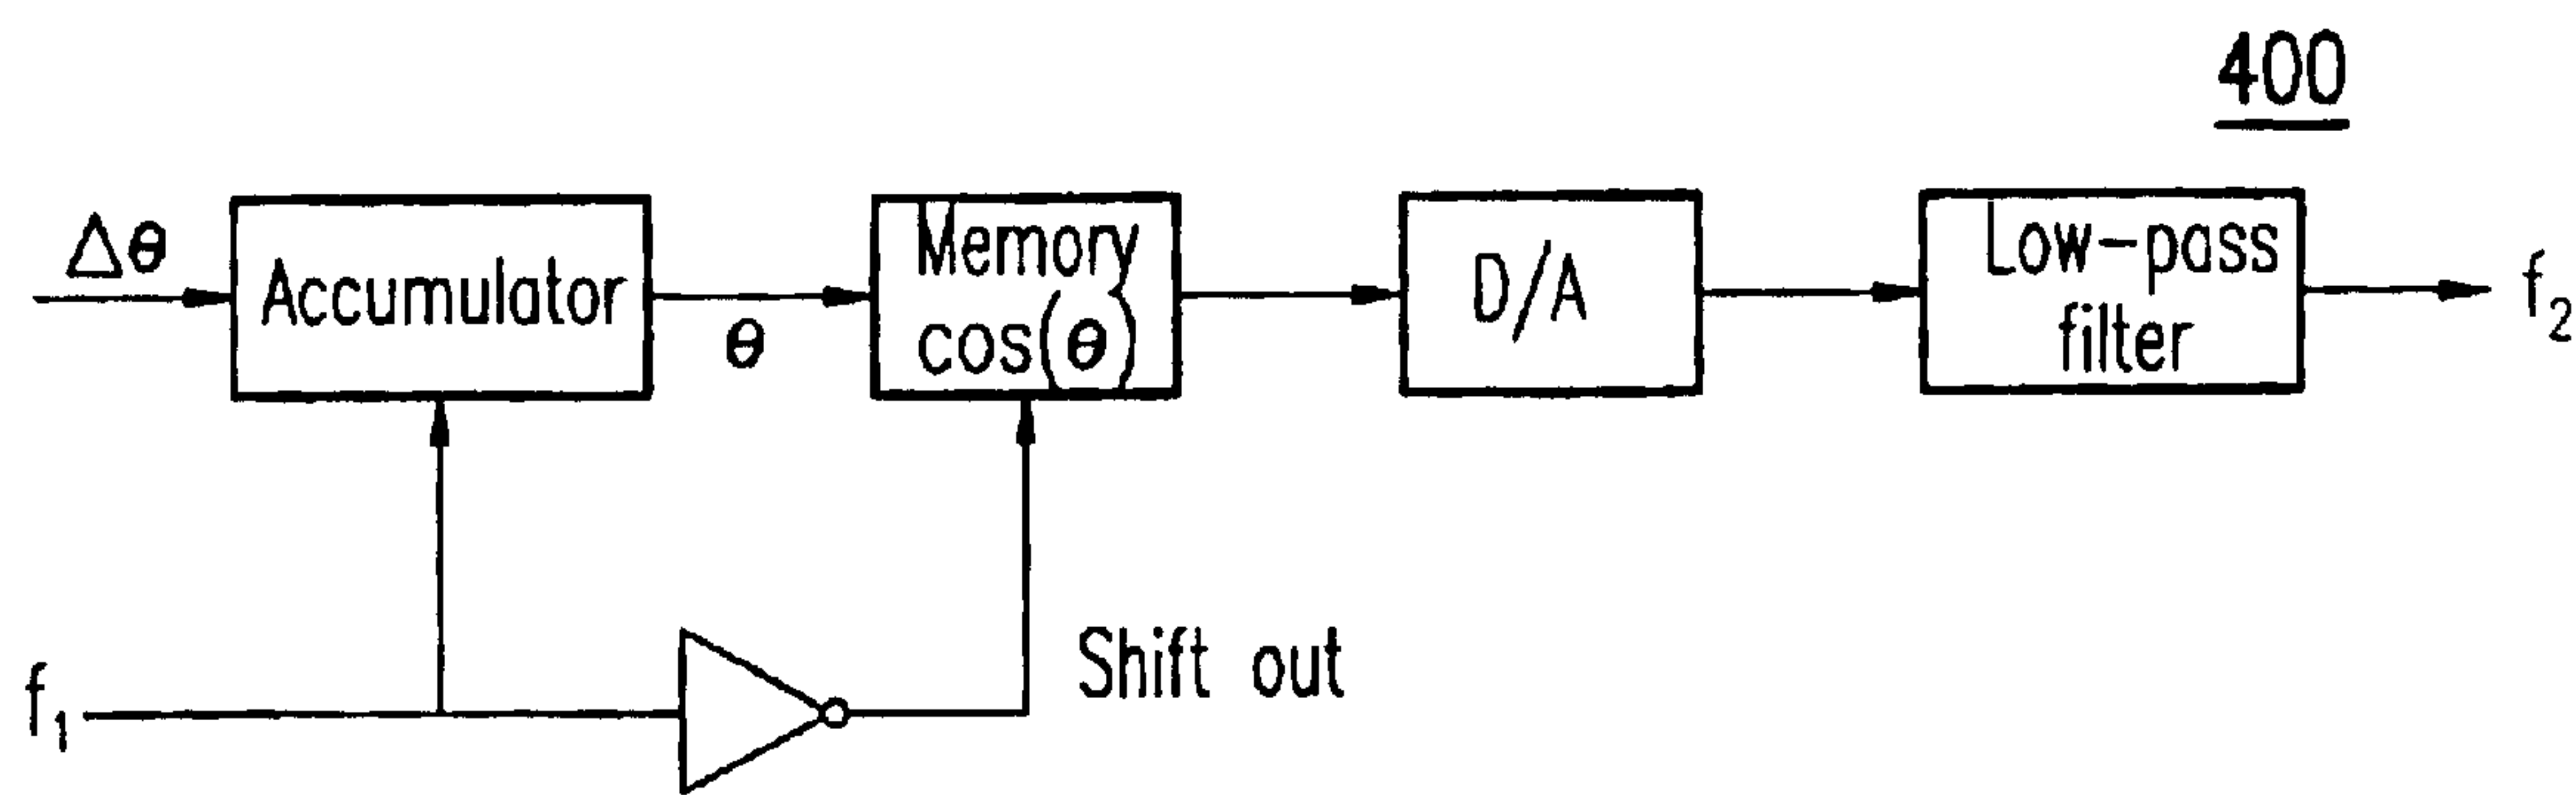 400
Δθ
Accumulator
θ
Memory
cos(θ)
D/A
Low-pass
filter
f₂
f₁
Shift out